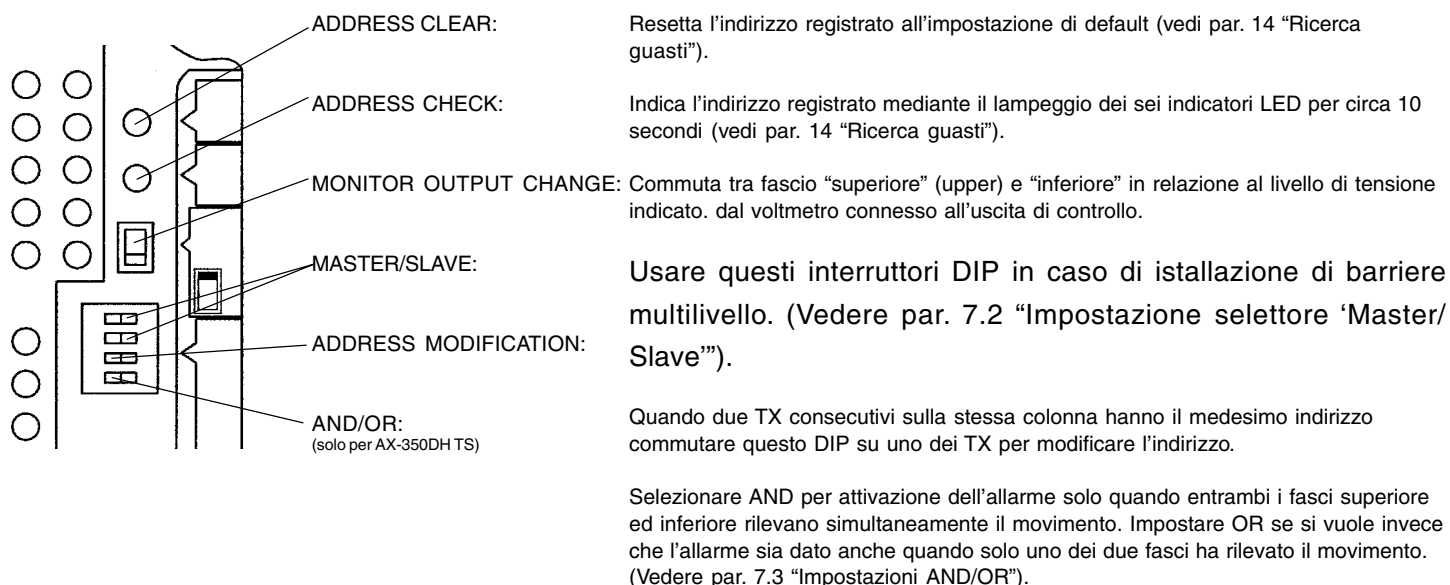 ADDRESS CLEAR:
Resetta l'indirizzo registrato all'impostazione di default (vedi par. 14 “Ricerca
guasti”).
ADDRESS CHECK:
Indica l'indirizzo registrato mediante il lampeggio dei sei indicatori LED per circa 10
secondi (vedi par. 14 “Ricerca guasti”).
MONITOR OUTPUT CHANGE:
Commuta tra fascio “superiore” (upper) e “inferiore” in relazione al livello di tensione
indicato. dal voltmetro connesso all'uscita di controllo.
MASTER/SLAVE:
Usare questi interruttori DIP in caso di istallazione di barriere
multilivello. (Vedere par. 7.2 “Impostazione selettore ‘Master/
Slave’”).
ADDRESS MODIFICATION:
Quando due TX consecutivi sulla stessa colonna hanno il medesimo indirizzo
commutare questo DIP su uno dei TX per modificare l'indirizzo.
AND/OR:
(solo per AX-350DH TS)
Selezionare AND per attivazione dell'allarme solo quando entrambi i fasci superiore
ed inferiore rilevano simultaneamente il movimento. Impostare OR se si vuole invece
che l'allarme sia dato anche quando solo uno dei due fasci ha rilevato il movimento.
(Vedere par. 7.3 “Impostazioni AND/OR”).